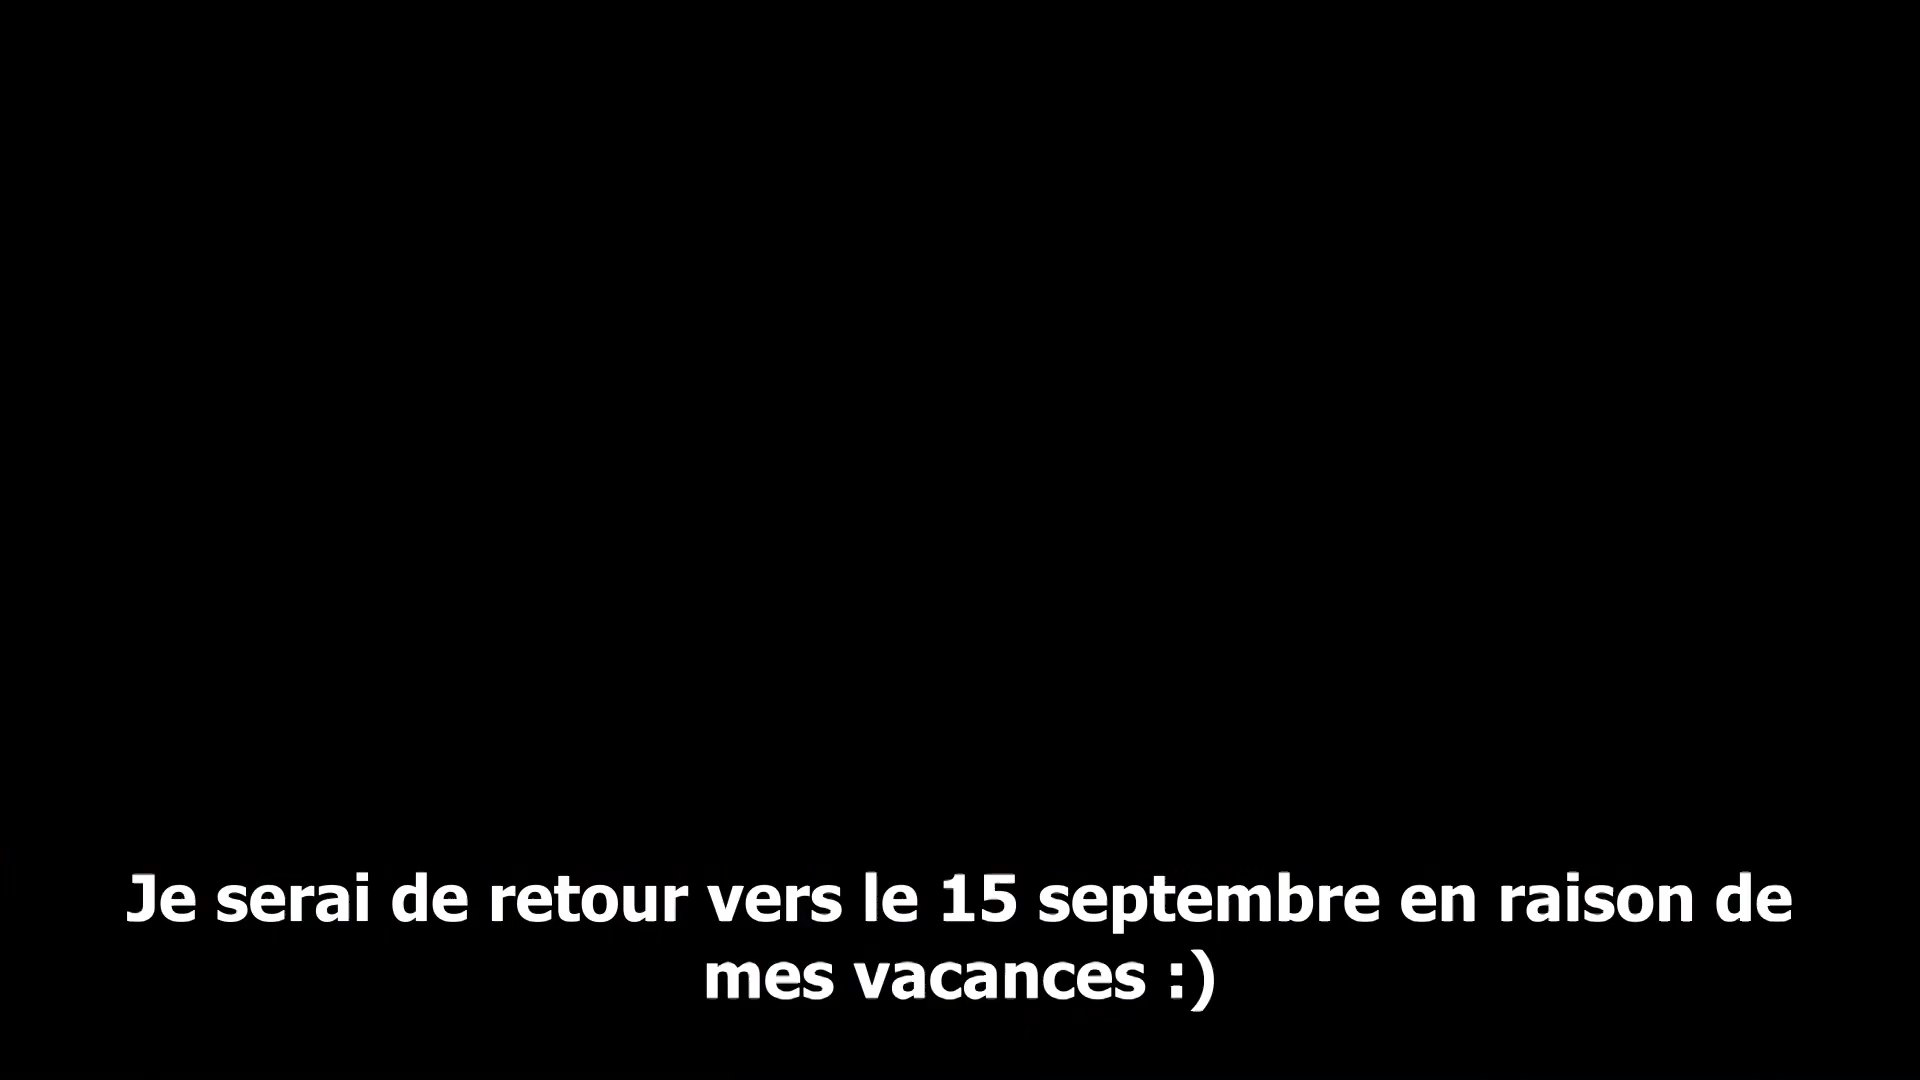 Je serai de retour vers le 15 septembre en raison de
mes vacances :)